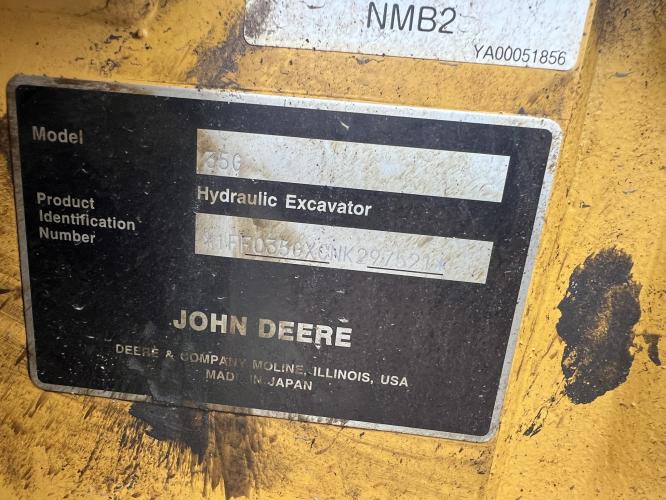 NMB2
YA00051856
Model
35G
Hydraulic Excavator
Product
Identification
Number
JOHN DEERE
DEERE & COMPANY MOLINE, ILLINOIS, USA
MADE IN JAPAN